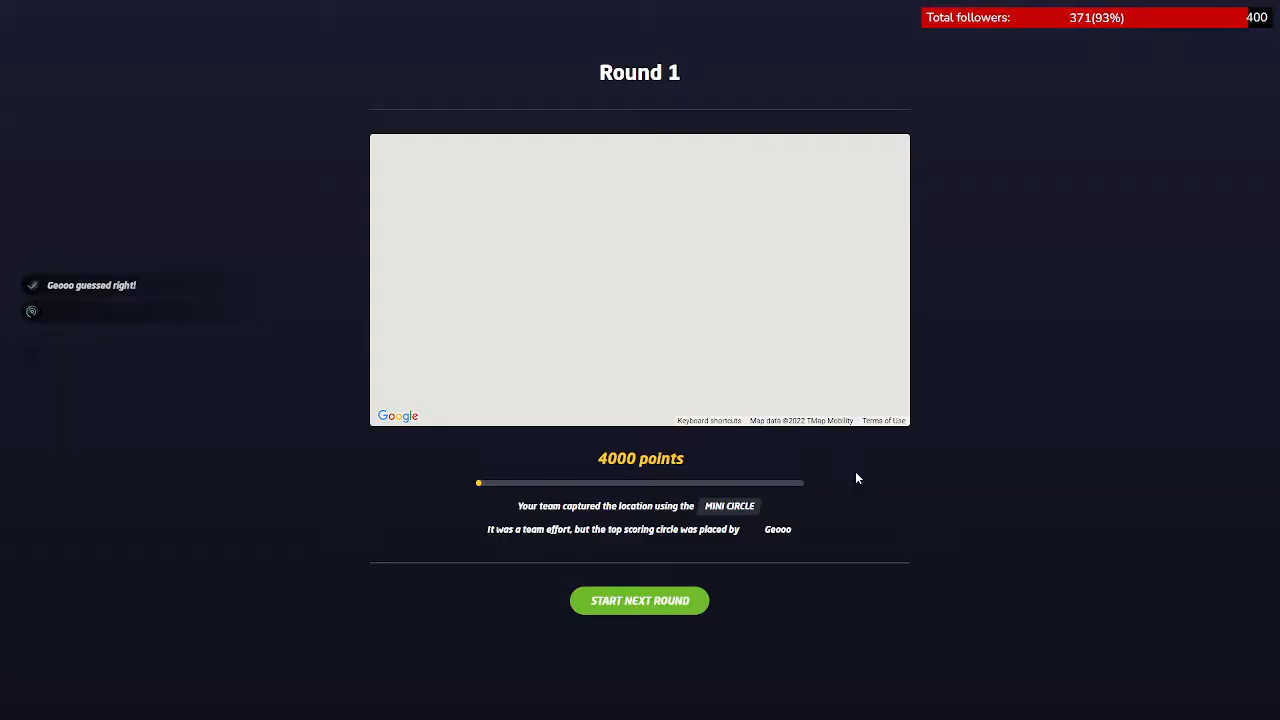 Total followers: 371(93%) 400
Round 1
Geooo guessed right!
Google
Keyboard shortcuts Map data ©2022 TMap Mobility Terms of Use
4000 points
Your team captured the location using the MINI CIRCLE
It was a team effort, but the top scoring circle was placed by Geooo
START NEXT ROUND